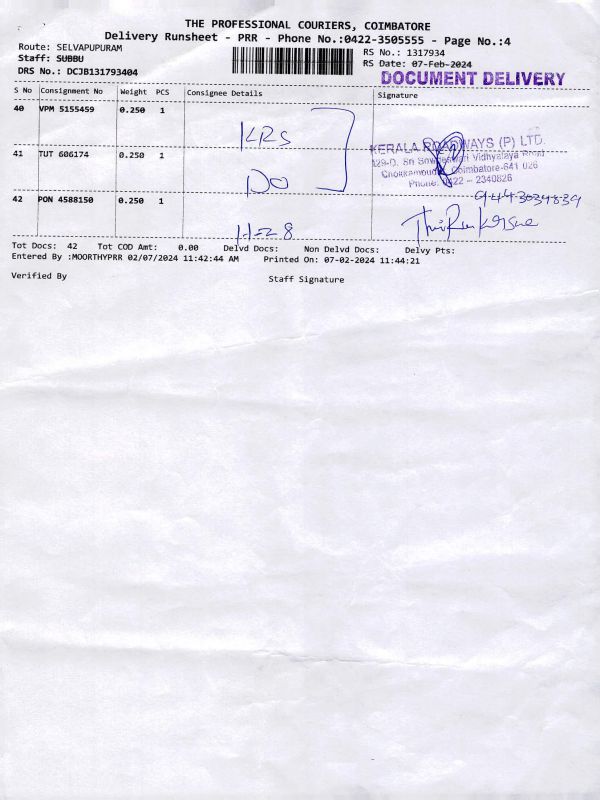 THE PROFESSIONAL COURIERS, COIMBATORE
Delivery Runsheet - PRR - Phone No.:0422-3505555 - Page No.:4
Route: SELVAPUPURAM
RS No.: 1317934
Staff: SUBBU
RS Date: 07-Feb-2024
DRS No.: DCJB131793404
DOCUMENT DELIVERY
S No Consignment No Weight PCS Consignee Details Signature
40 VPM 5155459 0.250 1
KRS
KERALA ROADWAYS (P) LTD.
41 TUT 606174 0.250 1
Vidhyalaya Road
Coimbatore-641 026
DO
Phone: 0422 - 2340826
42 PON 4588150 0.250 1
9443034839
Tot Docs: 42 Tot COD Amt: 0.00 Delvd Docs: Non Delvd Docs: Delvy Pts:
Entered By :MOORTHYPRR 02/07/2024 11:42:44 AM Printed On: 07-02-2024 11:44:21
Verified By Staff Signature